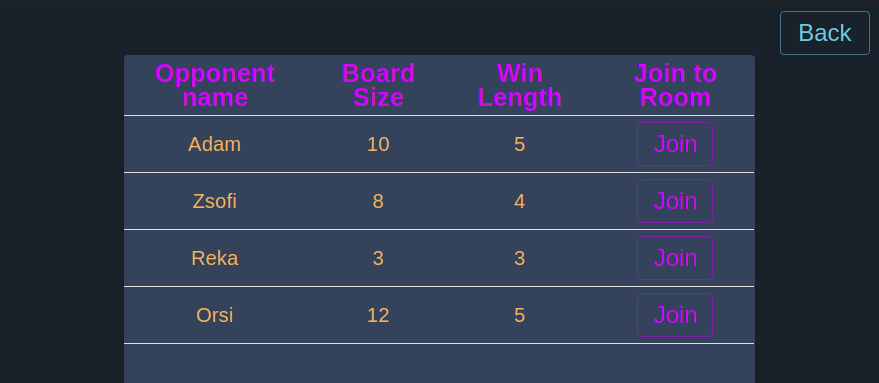 Back
Opponent name Board Size Win Length Join to Room
Adam 10 5 Join
Zsofi 8 4 Join
Reka 3 3 Join
Orsi 12 5 Join